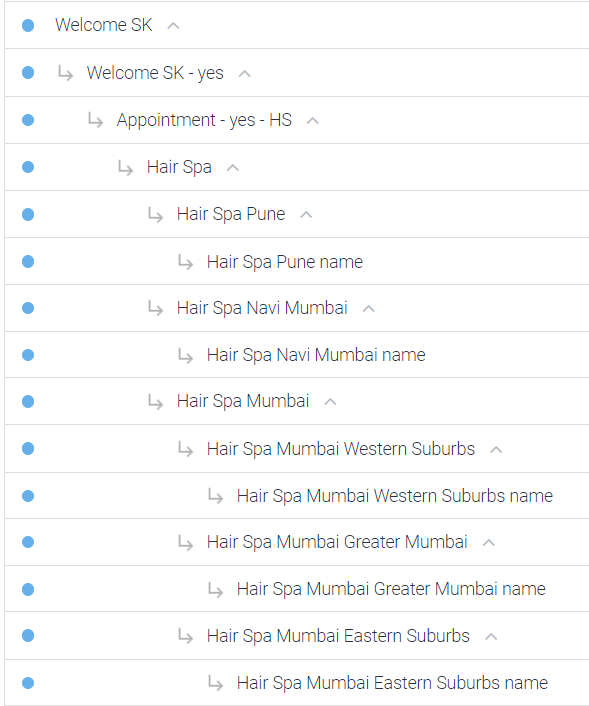 Welcome SK
Welcome SK - yes
Appointment - yes - HS
Hair Spa
Hair Spa Pune
Hair Spa Pune name
Hair Spa Navi Mumbai
Hair Spa Navi Mumbai name
Hair Spa Mumbai
Hair Spa Mumbai Western Suburbs
Hair Spa Mumbai Western Suburbs name
Hair Spa Mumbai Greater Mumbai
Hair Spa Mumbai Greater Mumbai name
Hair Spa Mumbai Eastern Suburbs
Hair Spa Mumbai Eastern Suburbs name